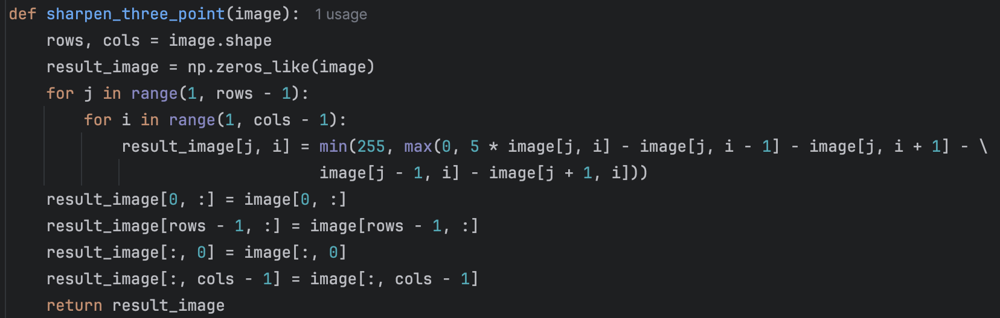 def sharpen_three_point(image): 1 usage
    rows, cols = image.shape
    result_image = np.zeros_like(image)
    for j in range(1, rows - 1):
        for i in range(1, cols - 1):
            result_image[j, i] = min(255, max(0, 5 * image[j, i] - image[j, i - 1] - image[j, i + 1] - \
                                 image[j - 1, i] - image[j + 1, i]))
    result_image[0, :] = image[0, :]
    result_image[rows - 1, :] = image[rows - 1, :]
    result_image[:, 0] = image[:, 0]
    result_image[:, cols - 1] = image[:, cols - 1]
    return result_image